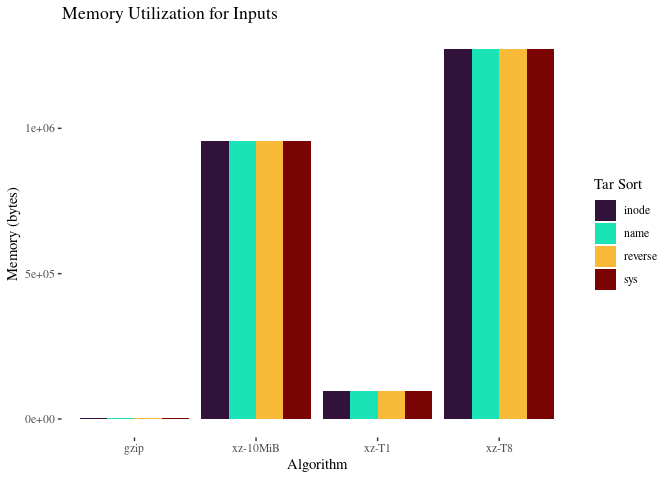 Memory Utilization for Inputs
Memory (bytes)
1e+06
5e+05
0e+00
gzip
xz-10MiB
xz-T1
xz-T8
Algorithm
Tar Sort
inode
name
reverse
sys